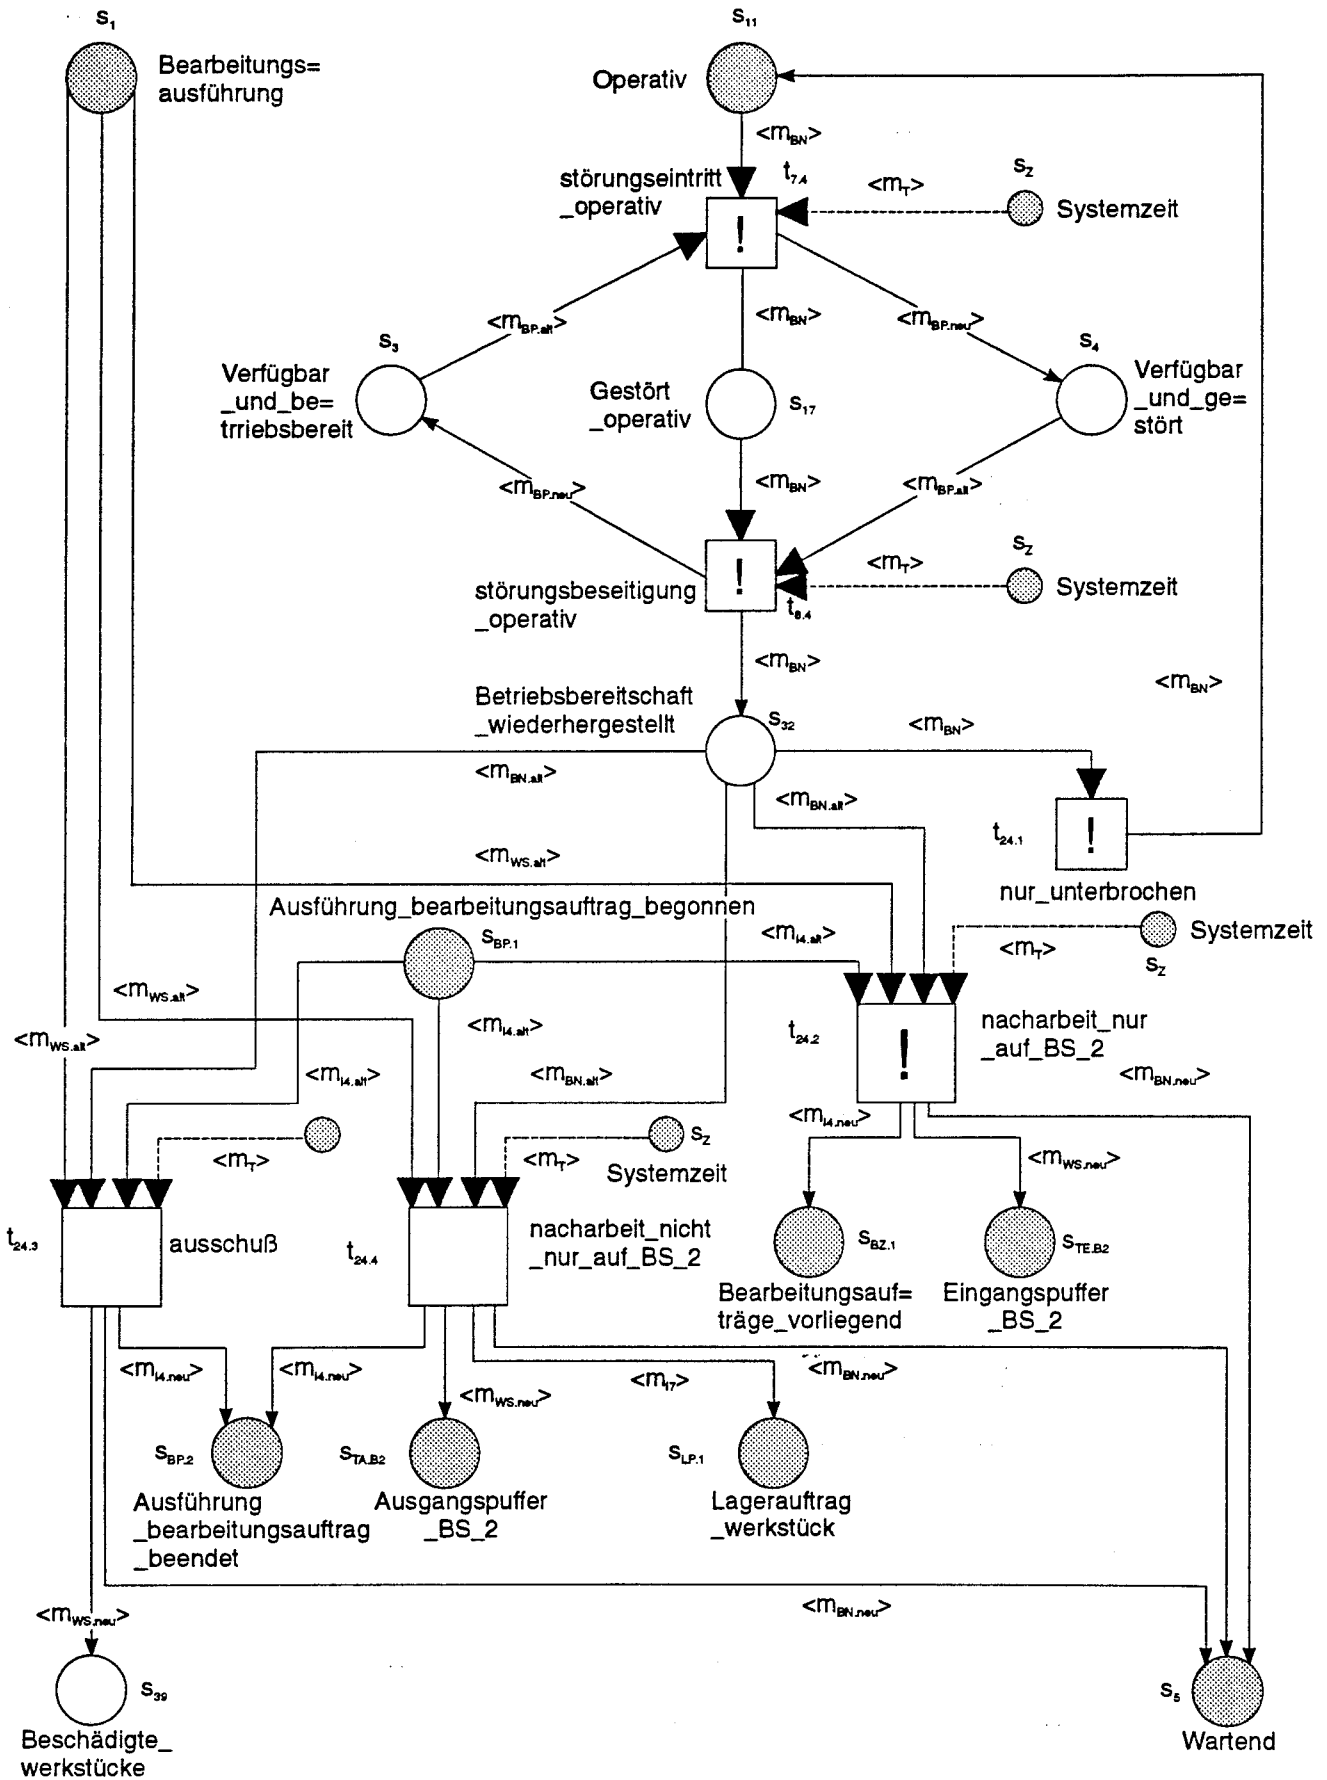 S1
Bearbeitungs=
ausführung
S11
Operativ
<mBN>
störungseintritt
_operativ
t7.4
<mT>
SZ
Systemzeit
!
<mBP.alt>
<mBN>
<mBP.neu>
S3
Verfügbar
_und_be=
trriebsbereit
Gestört
_operativ
S17
S4
Verfügbar
_und_ge=
stört
<mBP.neu>
<mBN>
<mBP.alt>
SZ
<mT>
Systemzeit
!
störungsbeseitigung
_operativ
t8.4
<mBN>
<mBN>
Betriebsbereitschaft
_wiederhergestellt
S32
<mBN>
<mBN.alt>
<mBN.alt>
t24.1
!
nur_unterbrochen
<mWS.alt>
Ausführung_bearbeitungsauftrag_begonnen
SBP.1
<mI4.alt>
<mT>
SZ
Systemzeit
<mWS.alt>
<mWS.alt>
<mI4.alt>
t24.2
!
nacharbeit_nur
_auf_BS_2
<mI4.alt>
<mBN.alt>
<mBN.neu>
<mI4.neu>
<mT>
<mT>
SZ
Systemzeit
<mWS.neu>
t24.3
ausschuß
t24.4
nacharbeit_nicht
_nur_auf_BS_2
SBZ.1
STE.B2
Bearbeitungsauf=
träge_vorliegend
Eingangspuffer
_BS_2
<mI4.neu>
<mI4.neu>
<mWS.neu>
<mI7>
<mBN.neu>
SBP.2
STA.B2
SLP.1
Ausführung
_bearbeitungsauftrag
_beendet
Ausgangspuffer
_BS_2
Lagerauftrag
_werkstück
<mWS.neu>
<mBN.neu>
S39
Beschädigte_
werkstücke
S5
Wartend